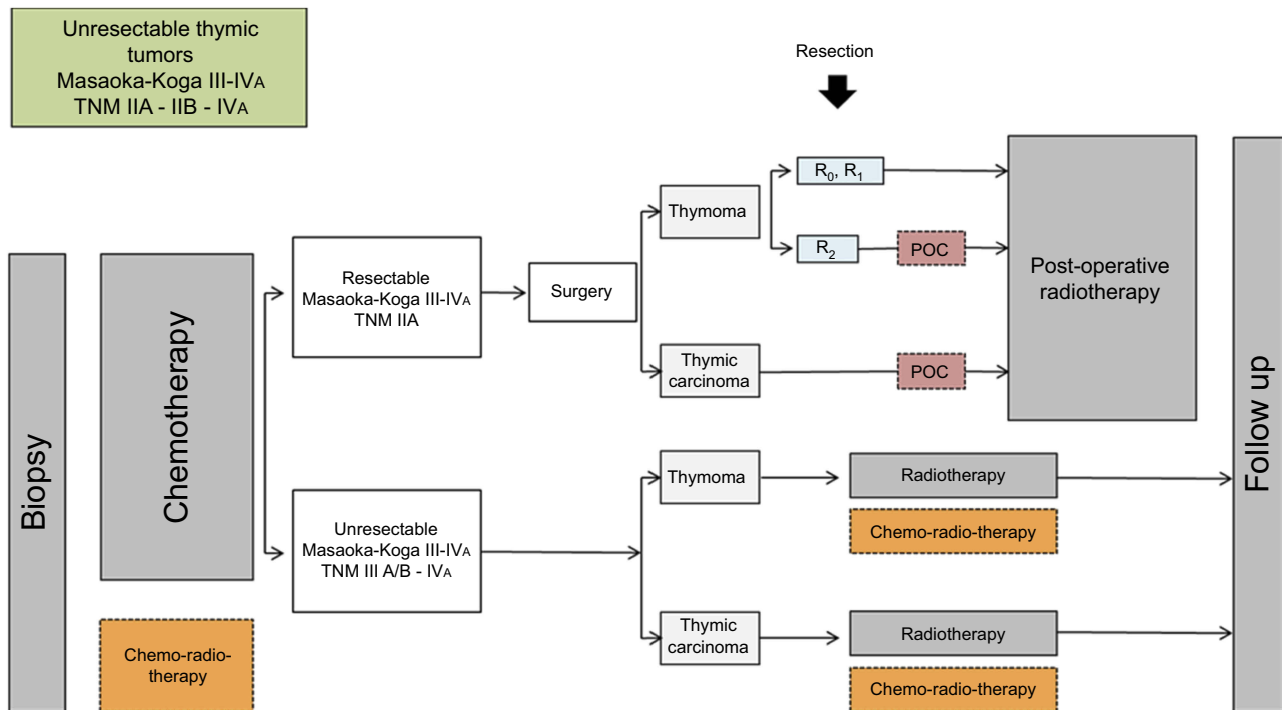 Unresectable thymic
tumors
Masaoka-Koga III-IVA
TNM IIA - IIB - IVA
Resection
Biopsy
Chemotherapy
Chemo-radio-
therapy
Resectable
Masaoka-Koga III-IVA
TNM IIA
Surgery
Thymoma
R0, R1
R2
POC
Thymic
carcinoma
POC
Post-operative
radiotherapy
Unresectable
Masaoka-Koga III-IVA
TNM III A/B - IVA
Thymoma
Radiotherapy
Chemo-radio-therapy
Thymic
carcinoma
Radiotherapy
Chemo-radio-therapy
Follow up